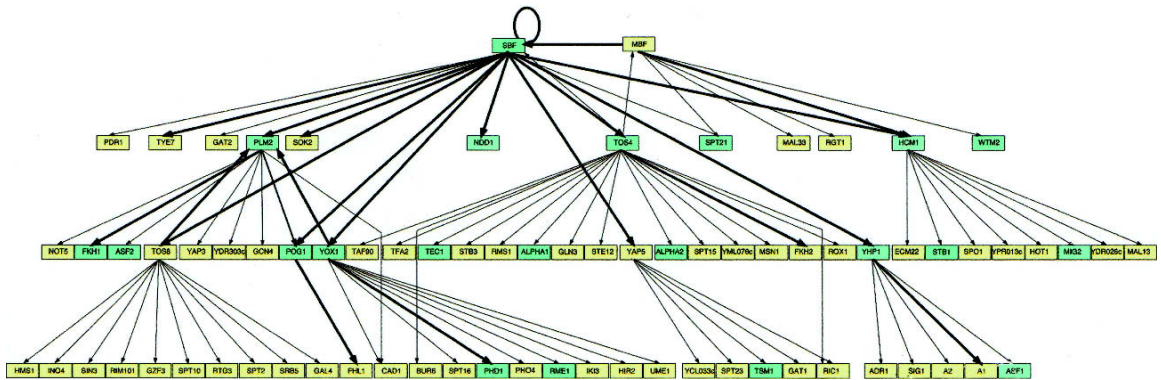 SBF MBF
PDR1 TYE7 GAT2 PLM2 SOK2 NDD1 TOS4 SPT21 MAL33 RGT1 HCM1 WTM2
NOT5 FKH1 ASF2 TOS8 YAP3 YDR303c GCN4 POG1 YOX1 TAF90 TFA2 TEC1 STB3 RMS1 ALPHA1 GLN3 STE12 YAP5 ALPHA2 SPT15 YML076c MSN1 FKH2 ROX1 YHP1 ECM22 STB1 SPO1 YPR013c HOT1 MIG2 YDR026c MAL13
HMS1 INO4 SIN3 RIM101 GZF3 SPT10 RTG3 SPT2 SRB5 GAL4 FHL1 CAD1 BUR6 SPT16 PHD1 PHO4 RME1 IKI3 HIR2 UME1 YCL033c SPT23 TSM1 GAT1 RIC1 ADR1 SIG1 A2 A1 ABF1